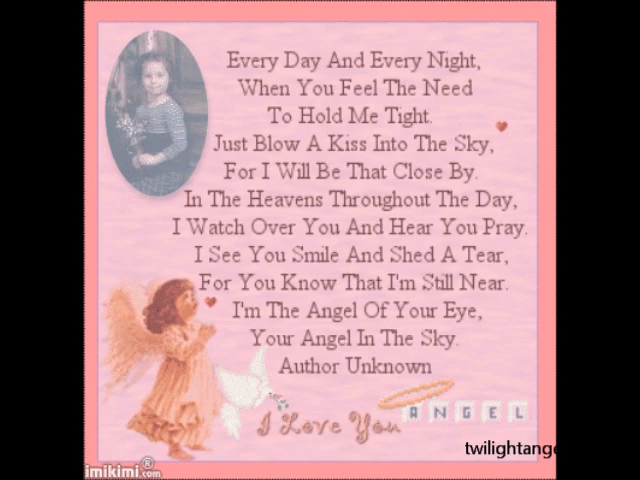 Every Day And Every Night,
When You Feel The Need
To Hold Me Tight.
Just Blow A Kiss Into The Sky,
For I Will Be That Close By.
In The Heavens Throughout The Day,
I Watch Over You And Hear You Pray.
I See You Smile And Shed A Tear,
For You Know That I'm Still Near.
I'm The Angel Of Your Eye,
Your Angel In The Sky.
Author Unknown
I Love You
ANGEL
twilightange
imikimi®.com